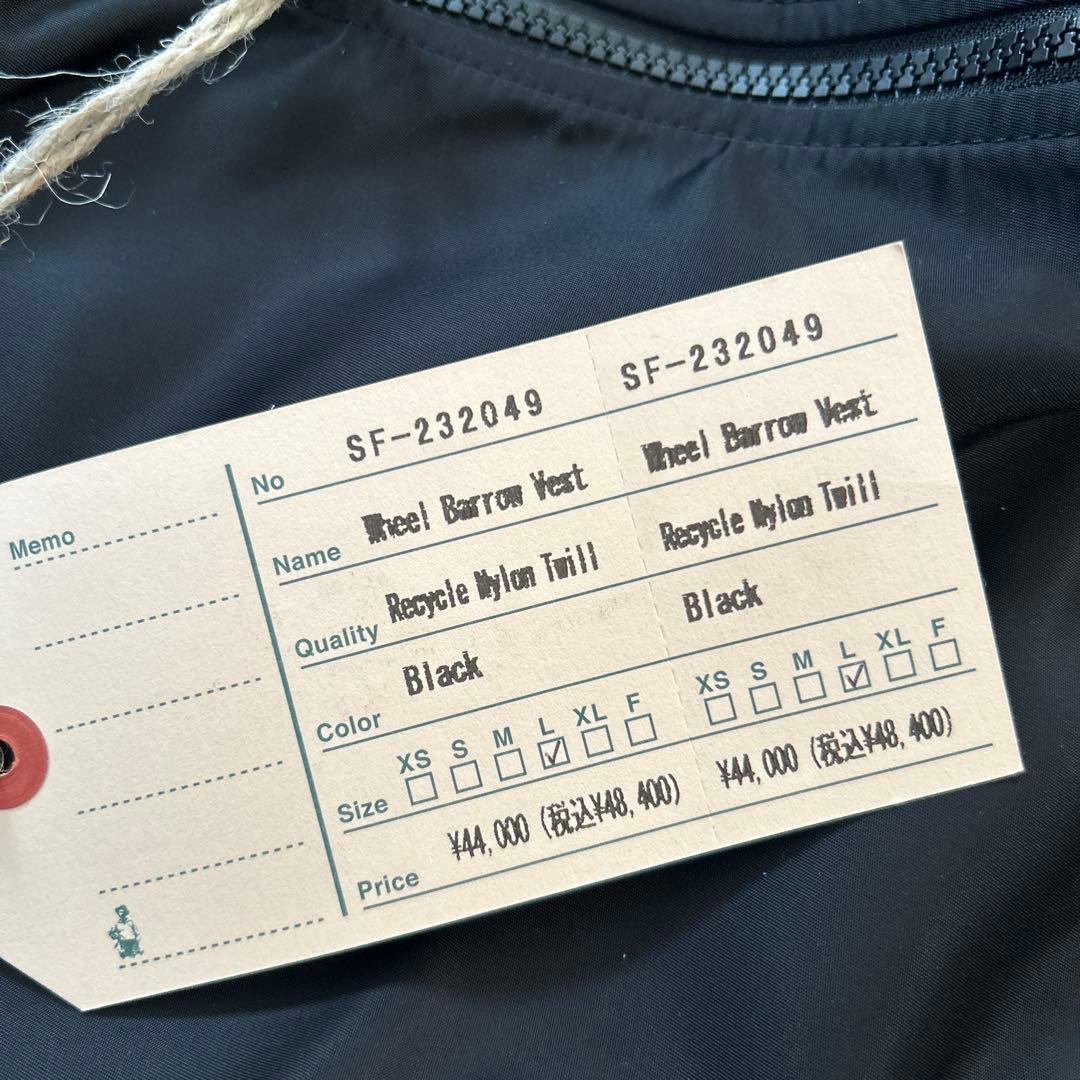 Memo
No SF-232049 SF-232049
Name Wheel Barrow Vest Wheel Barrow Vest
Quality Recycle Nylon Twill Recycle Nylon Twill
Color Black Black
XS S M L XL F XS S M L XL F
Size
Price ¥44,000 (税込¥48,400) ¥44,000 (税込¥48,400)